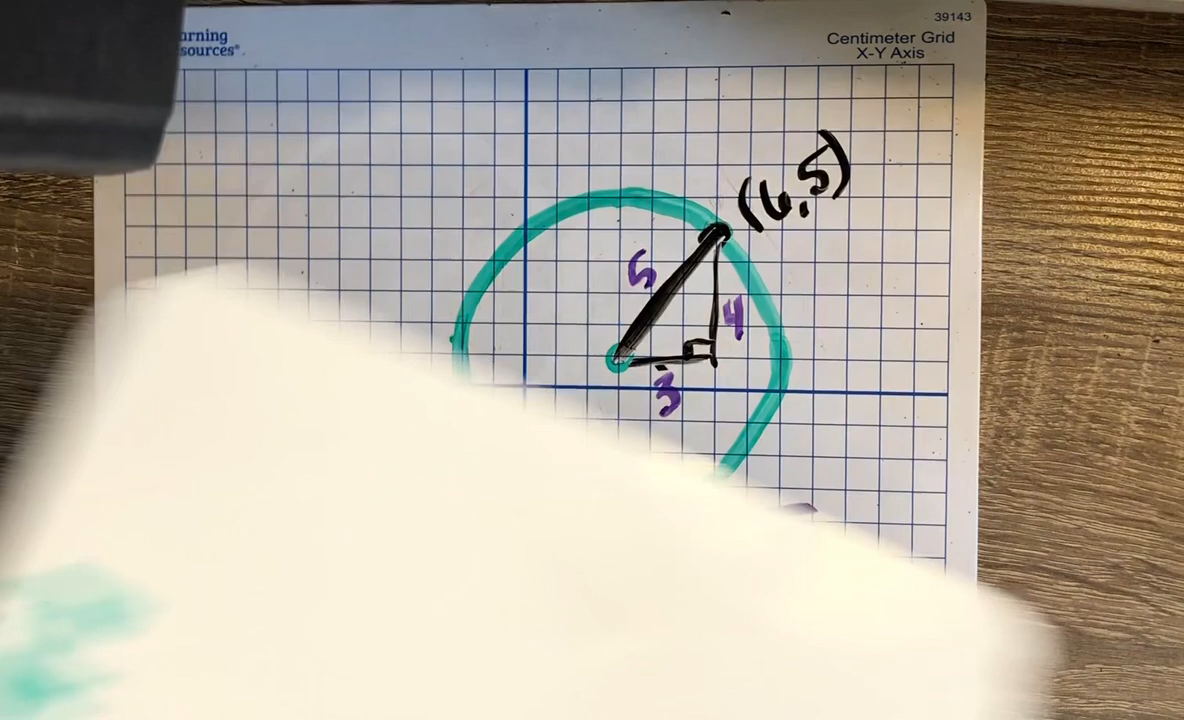 39143
arning
sources®
Centimeter Grid
X-Y Axis
(6,5)
5
4
3